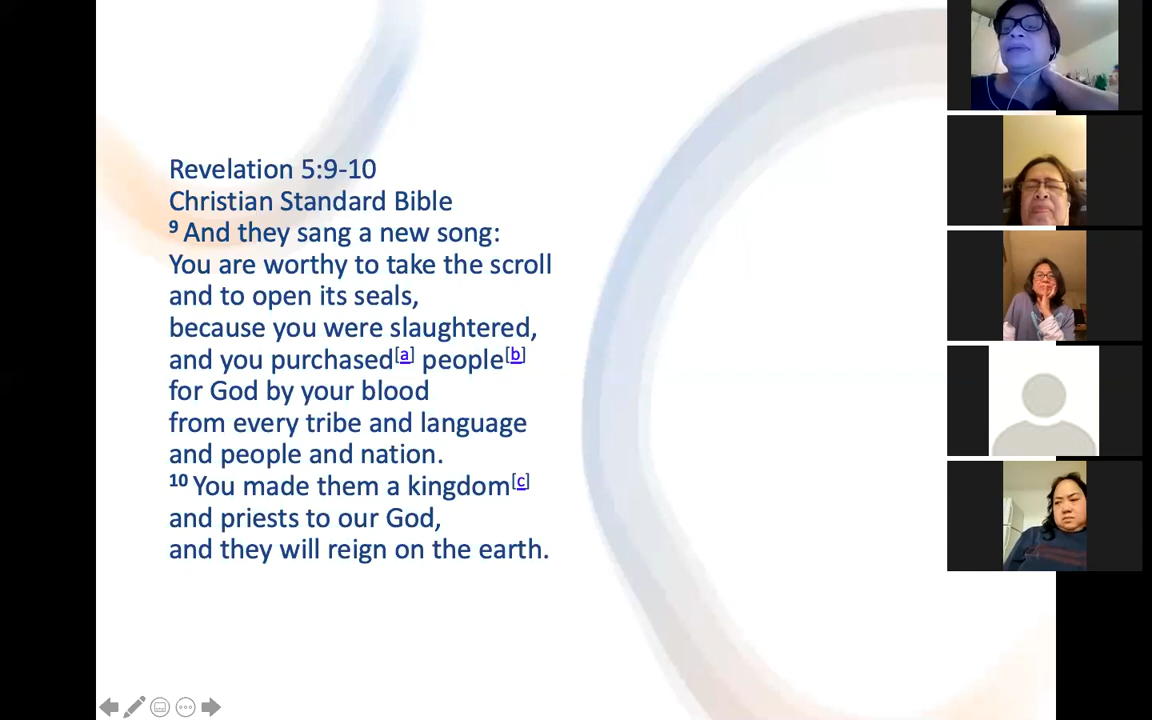 Revelation 5:9-10
Christian Standard Bible
9 And they sang a new song:
You are worthy to take the scroll
and to open its seals,
because you were slaughtered,
and you purchased[a] people[b]
for God by your blood
from every tribe and language
and people and nation.
10 You made them a kingdom[c]
and priests to our God,
and they will reign on the earth.